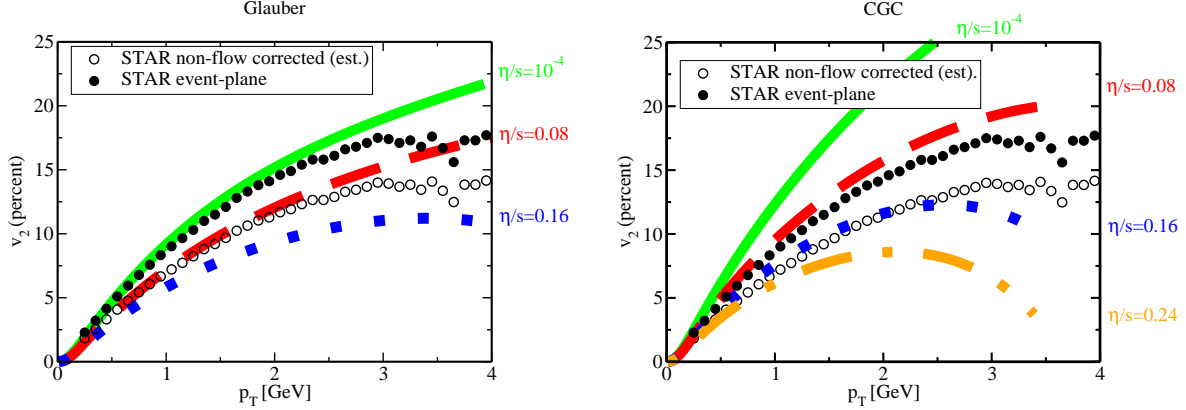 Glauber
25
20
15
10
5
0
v2 (percent)
0
1
2
3
4
pT [GeV]
STAR non-flow corrected (est.)
STAR event-plane
η/s=10-4
η/s=0.08
η/s=0.16
CGC
25
20
15
10
5
0
v2 (percent)
0
1
2
3
4
pT [GeV]
STAR non-flow corrected (est).
STAR event-plane
η/s=10-4
η/s=0.08
η/s=0.16
η/s=0.24